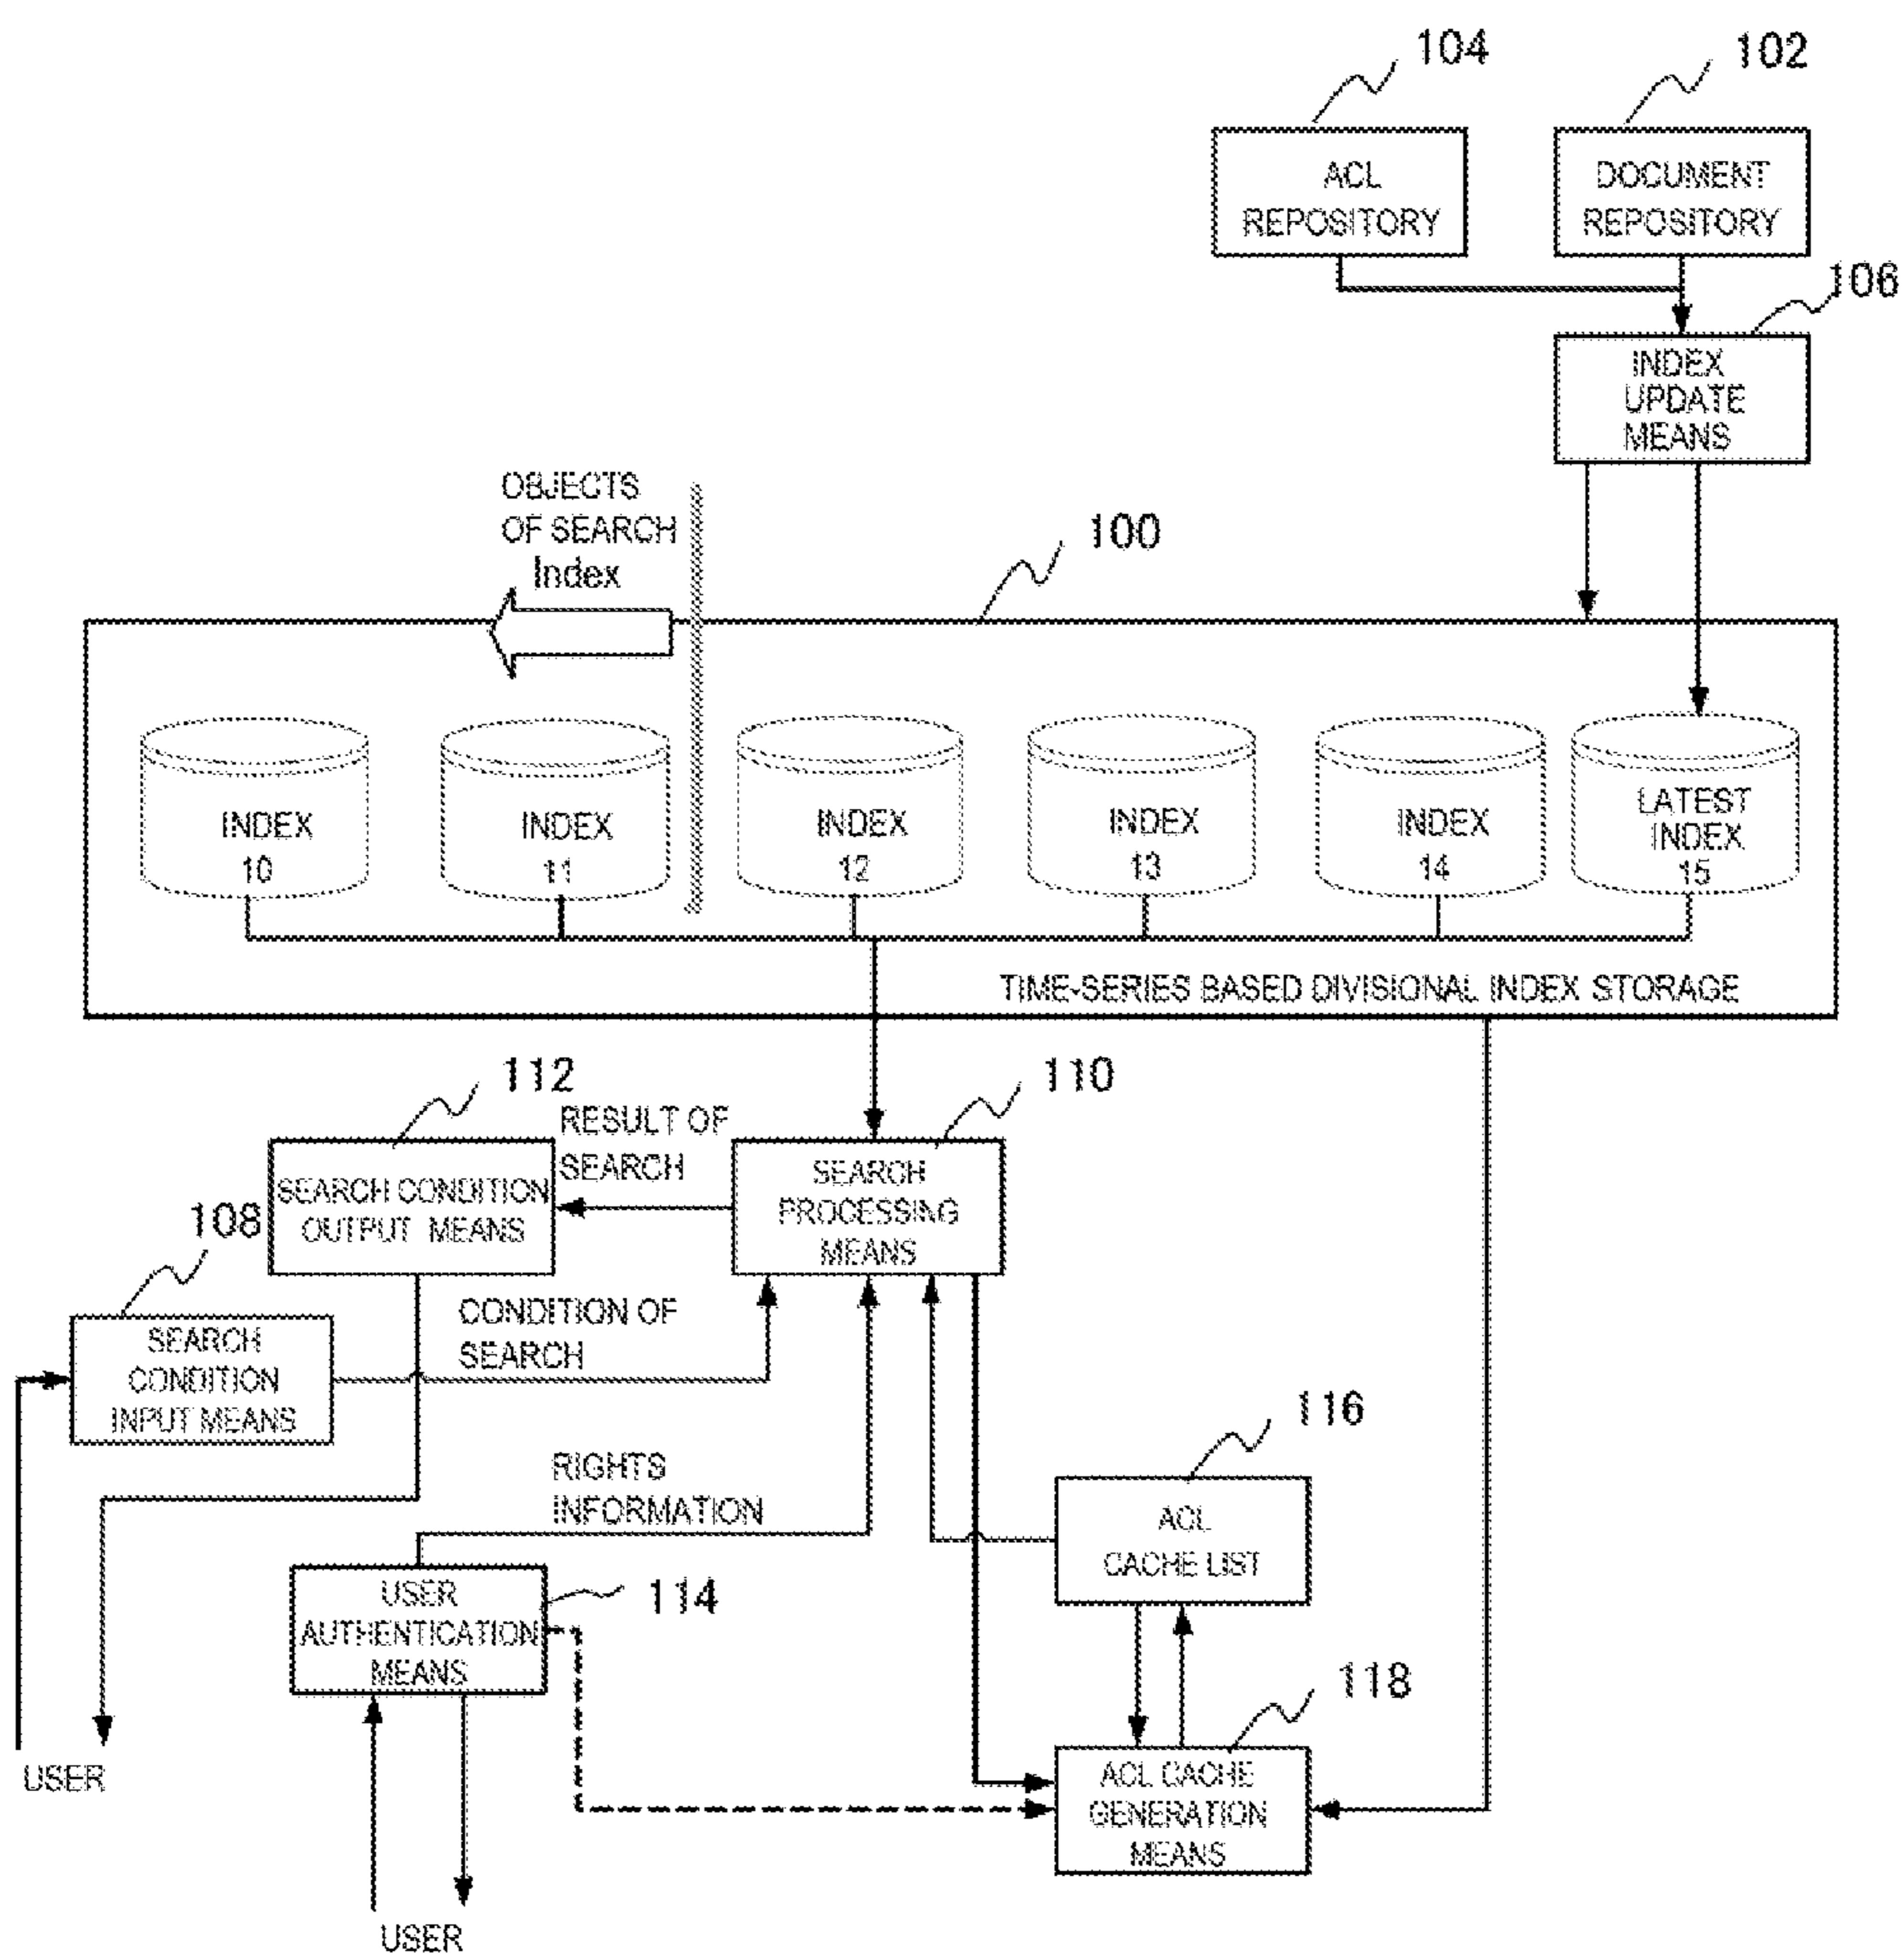 104
102
ACL
REPOSITORY
DOCUMENT
REPOSITORY
106
INDEX
UPDATE
MEANS
OBJECTS
OF SEARCH
Index
100
INDEX
10
INDEX
11
INDEX
12
INDEX
13
INDEX
14
LATEST
INDEX
15
TIME-SERIES BASED DIVISIONAL INDEX STORAGE
112
110
RESULT OF
SEARCH
SEARCH CONDITION
OUTPUT MEANS
SEARCH
PROCESSING
MEANS
108
CONDITION OF
SEARCH
SEARCH
CONDITION
INPUT MEANS
116
RIGHTS
INFORMATION
ACL
CACHE LIST
USER
AUTHENTICATION
MEANS
114
118
ACL CACHE
GENERATION
MEANS
USER
USER